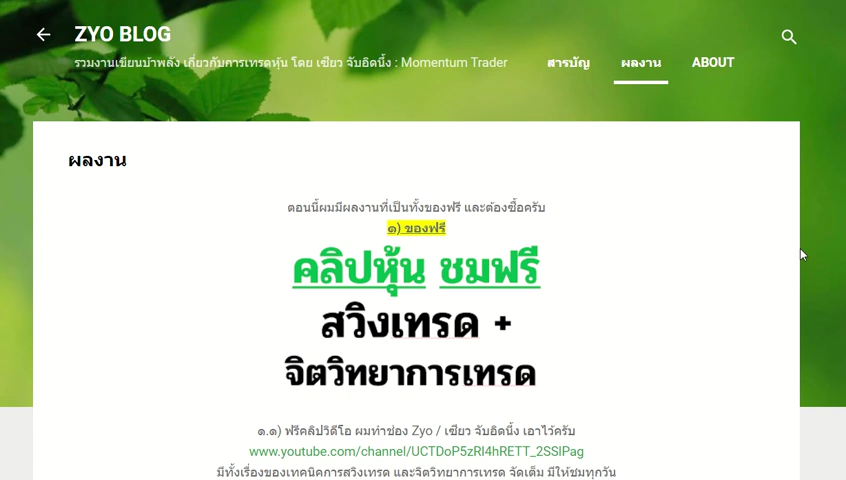 ZYO BLOG
รวมงานเขียนบ้าพลัง เกี่ยวกับการเทรดหุ้น โดย เซียว จับอิดนึ้ง : Momentum Trader
สารบัญ ผลงาน ABOUT
ผลงาน
ตอนนี้ผมมีผลงานที่เป็นทั้งของฟรี และต้องซื้อครับ
๑) ของฟรี
คลิปหุ้น ชมฟรี
สวิงเทรด +
จิตวิทยาการเทรด
๑.๑) ฟรีคลิปวิดีโอ ผมทำช่อง Zyo / เซียว จับอิดนึ้ง เอาไว้ครับ
www.youtube.com/channel/UCTDoP5zRI4hRETT_2SSlPag
มีทั้งเรื่องของเทคนิคการสวิงเทรด และจิตวิทยาการเทรด จัดเต็ม มีให้ชมทุกวัน